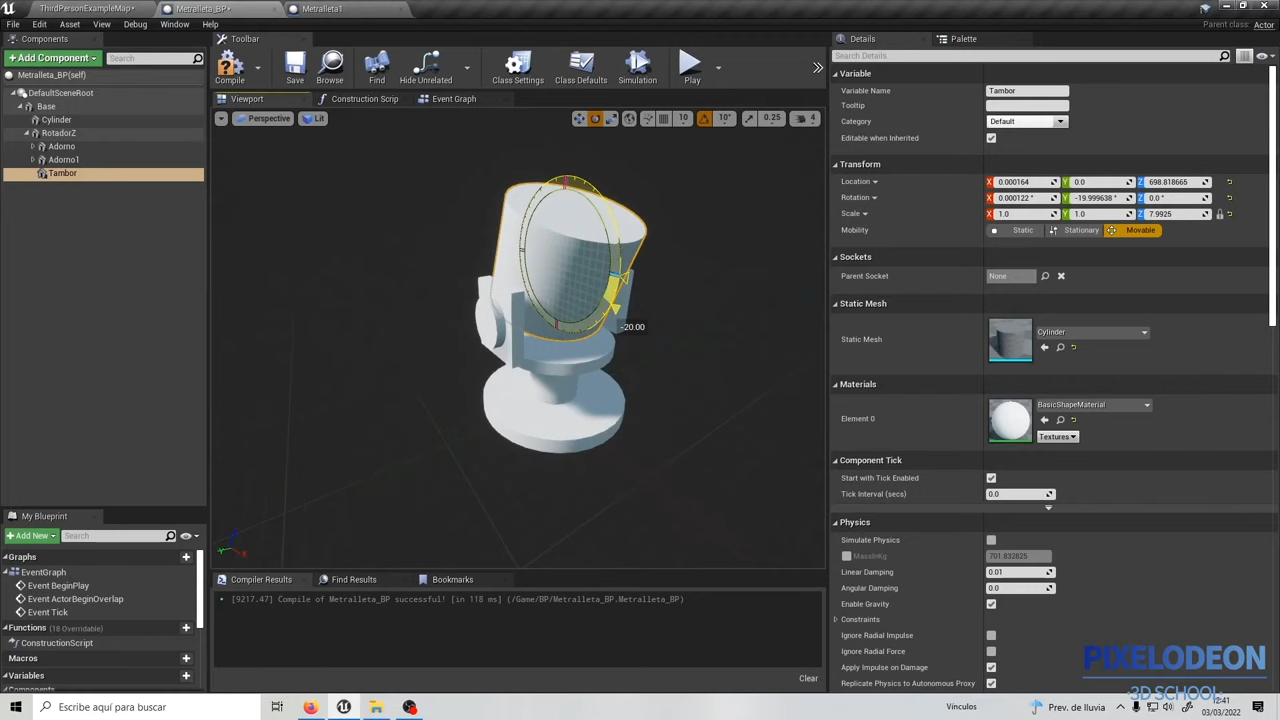 ThirdPersonExampleMap•
Metralleta_BP•
Metralleta1
File Edit Asset View Debug Window Help
Parent class: Actor
Components
Add Component
Search
Metralleta_BP(self)
DefaultSceneRoot
Base
Cylinder
RotadorZ
Adorno
Adorno1
Tambor
Toolbar
Compile
Save
Browse
Find
Hide Unrelated
Class Settings
Class Defaults
Simulation
Play
Viewport
Construction Scrip
Event Graph
Perspective
Lit
10
10°
0.25
4
-20.00
My Blueprint
Add New
Search
Graphs
EventGraph
Event BeginPlay
Event ActorBeginOverlap
Event Tick
Functions (18 Overridable)
ConstructionScript
Macros
Variables
Compiler Results
Find Results
Bookmarks
[9217.47] Compile of Metralleta_BP successful! [in 118 ms] (/Game/BP/Metralleta_BP.Metralleta_BP)
Clear
Details
Palette
Search Details
Variable
Variable Name
Tambor
Tooltip
Category
Default
Editable when Inherited
Transform
Location
X 0.000164
Y 0.0
Z 698.818665
Rotation
X 0.000122 °
Y -19.999638 °
Z 0.0 °
Scale
X 1.0
Y 1.0
Z 7.9925
Mobility
Static
Stationary
Movable
Sockets
Parent Socket
None
Static Mesh
Static Mesh
Cylinder
Materials
Element 0
BasicShapeMaterial
Textures
Component Tick
Start with Tick Enabled
Tick Interval (secs)
0.0
Physics
Simulate Physics
MassInKg
701.832825
Linear Damping
0.01
Angular Damping
0.0
Enable Gravity
Constraints
Ignore Radial Impulse
Ignore Radial Force
Apply Impulse on Damage
Replicate Physics to Autonomous Proxy
PIXELODEON
3D SCHOOL
Escribe aquí para buscar
Vínculos
Prev. de lluvia
12:41
03/03/2022